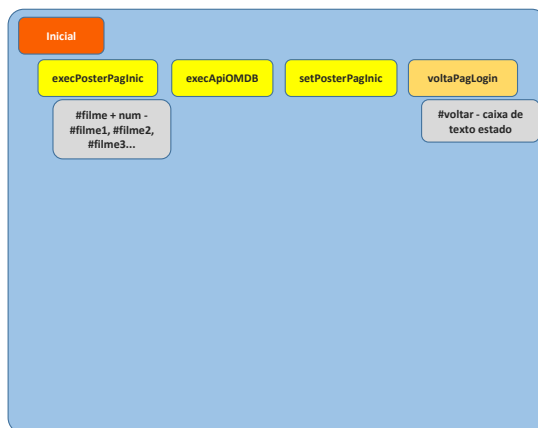 Inicial
execPosterPagInic
execApiOMDB
setPosterPagInic
voltaPagLogin
#filme + num -
#filme1, #filme2,
#filme3...
#voltar - caixa de
texto estado